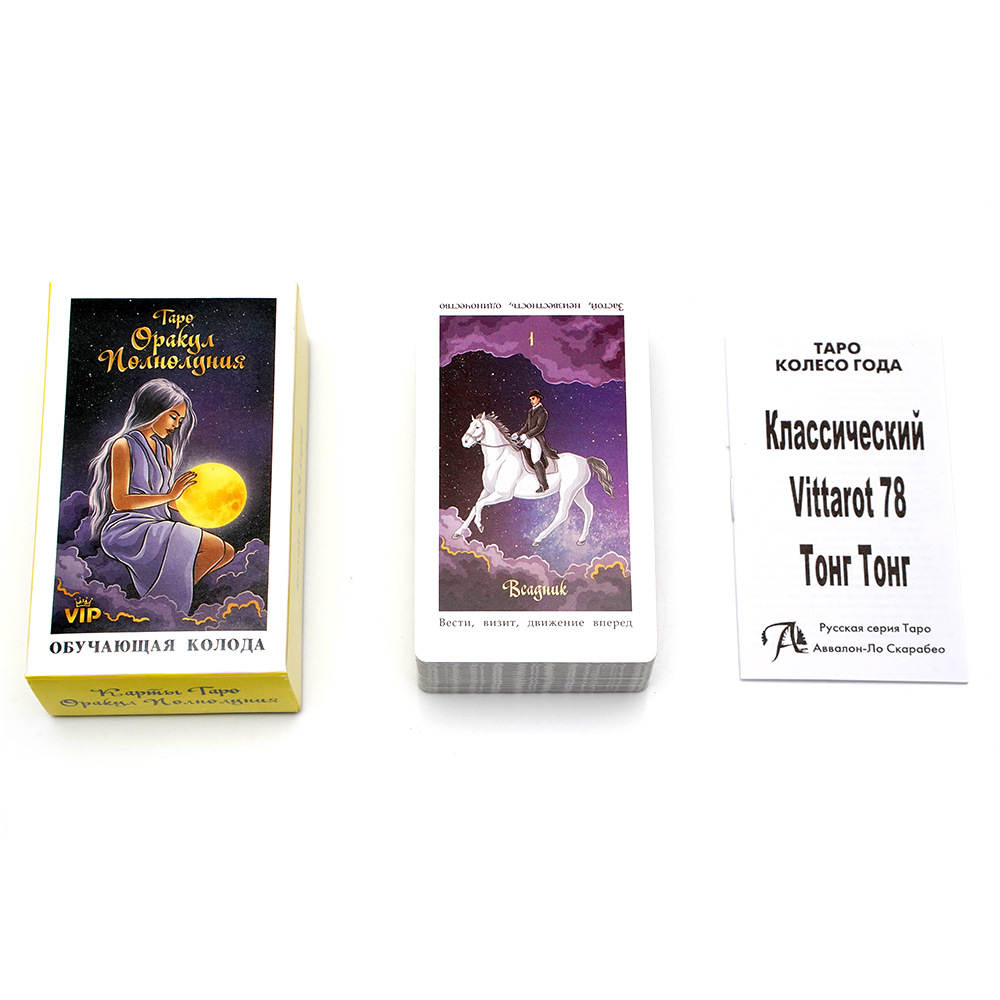 Таро
Оракул
Полнолуния
VIP
ОБУЧАЮЩАЯ КОЛОДА
Карты Таро
Оракул Полнолуния
Застой, неизвестность, одиночество
1
Всадник
Вести, визит, движение вперед
ТАРО
КОЛЕСО ГОДА
Классический
Vittarot 78
Тонг Тонг
Русская серия Таро
Аввалон-Ло Скарабео